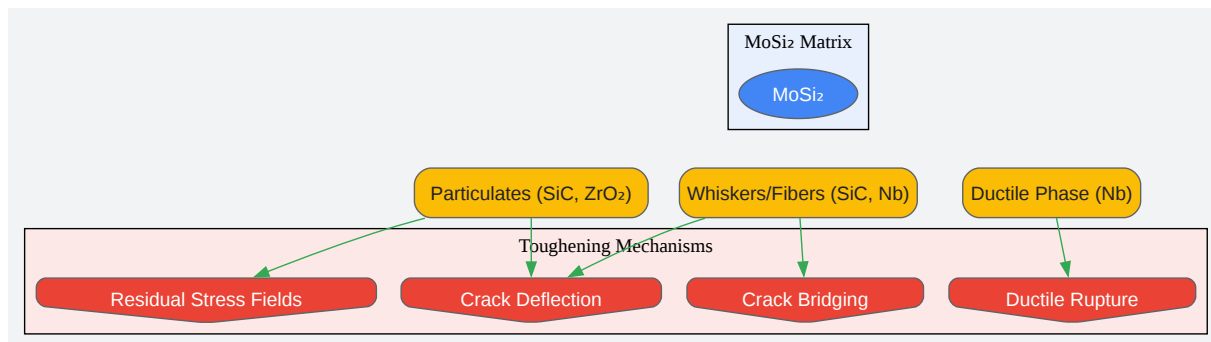 MoSi₂ Matrix
MoSi₂
Particulates (SiC, ZrO₂)
Whiskers/Fibers (SiC, Nb)
Ductile Phase (Nb)
Toughening Mechanisms
Residual Stress Fields
Crack Deflection
Crack Bridging
Ductile Rupture